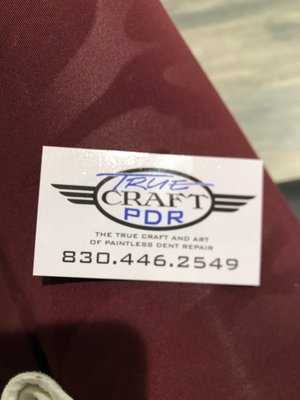 TRUE
CRAFT
PDR
THE TRUE CRAFT AND ART
OF PAINTLESS DENT REPAIR
830.446.2549